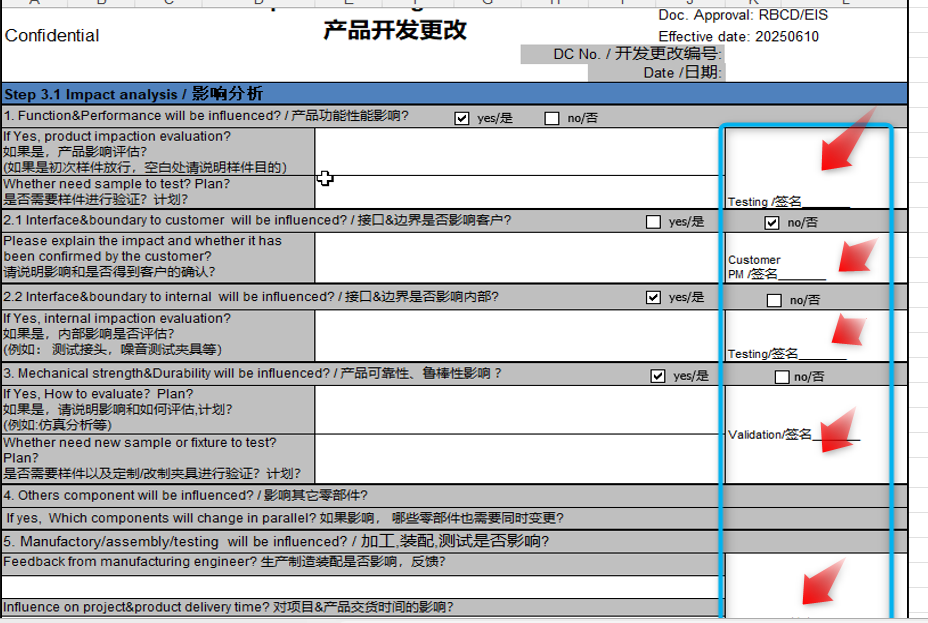 Doc. Approval: RBCD/EIS
Confidential
产品开发更改
Effective date: 20250610
DC No. / 开发更改编号:
Date /日期:
Step 3.1 Impact analysis / 影响分析
1. Function&Performance will be influenced? / 产品功能性能影响? yes/是 no/否
If Yes, product impaction evaluation?
如果是，产品影响评估?
(如果是初次样件放行，空白处请说明样件目的)
Whether need sample to test? Plan?
是否需要样件进行验证？计划?
Testing /签名
2.1 Interface&boundary to customer will be influenced? / 接口&边界是否影响客户? yes/是 no/否
Please explain the impact and whether it has
been confirmed by the customer?
请说明影响和是否得到客户的确认?
Customer
PM /签名
2.2 Interface&boundary to internal will be influenced? / 接口&边界是否影响内部? yes/是 no/否
If Yes, internal impaction evaluation?
如果是，内部影响是否评估?
(例如： 测试接头，噪音测试夹具等)
Testing/签名
3. Mechanical strength&Durability will be influenced? / 产品可靠性、鲁棒性影响 ? yes/是 no/否
If Yes, How to evaluate? Plan?
如果是，请说明影响和如何评估,计划?
(例如:仿真分析等)
Validation/签名
Whether need new sample or fixture to test?
Plan?
是否需要样件以及定制/改制夹具进行验证？计划?
4. Others component will be influenced? / 影响其它零部件?
If yes, Which components will change in parallel? 如果影响， 哪些零部件也需要同时变更?
5. Manufactory/assembly/testing will be influenced? / 加工,装配,测试是否影响?
Feedback from manufacturing engineer? 生产制造装配是否影响，反馈?
Influence on project&product delivery time? 对项目&产品交货时间的影响?